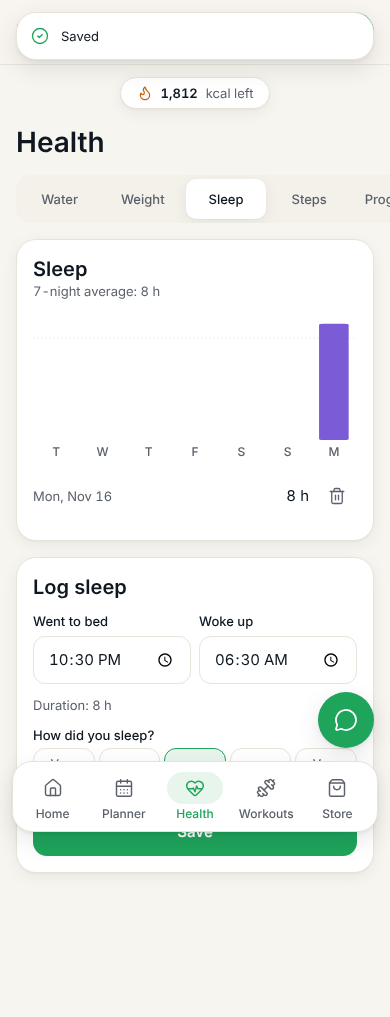 Saved
1,812 kcal left
Health
Water Weight Sleep Steps
Sleep
7-night average: 8 h
T W T F S S M
Mon, Nov 16 8 h
Log sleep
Went to bed Woke up
10:30 PM 06:30 AM
Duration: 8 h
How did you sleep?
Home Planner Health Workouts Store
Save